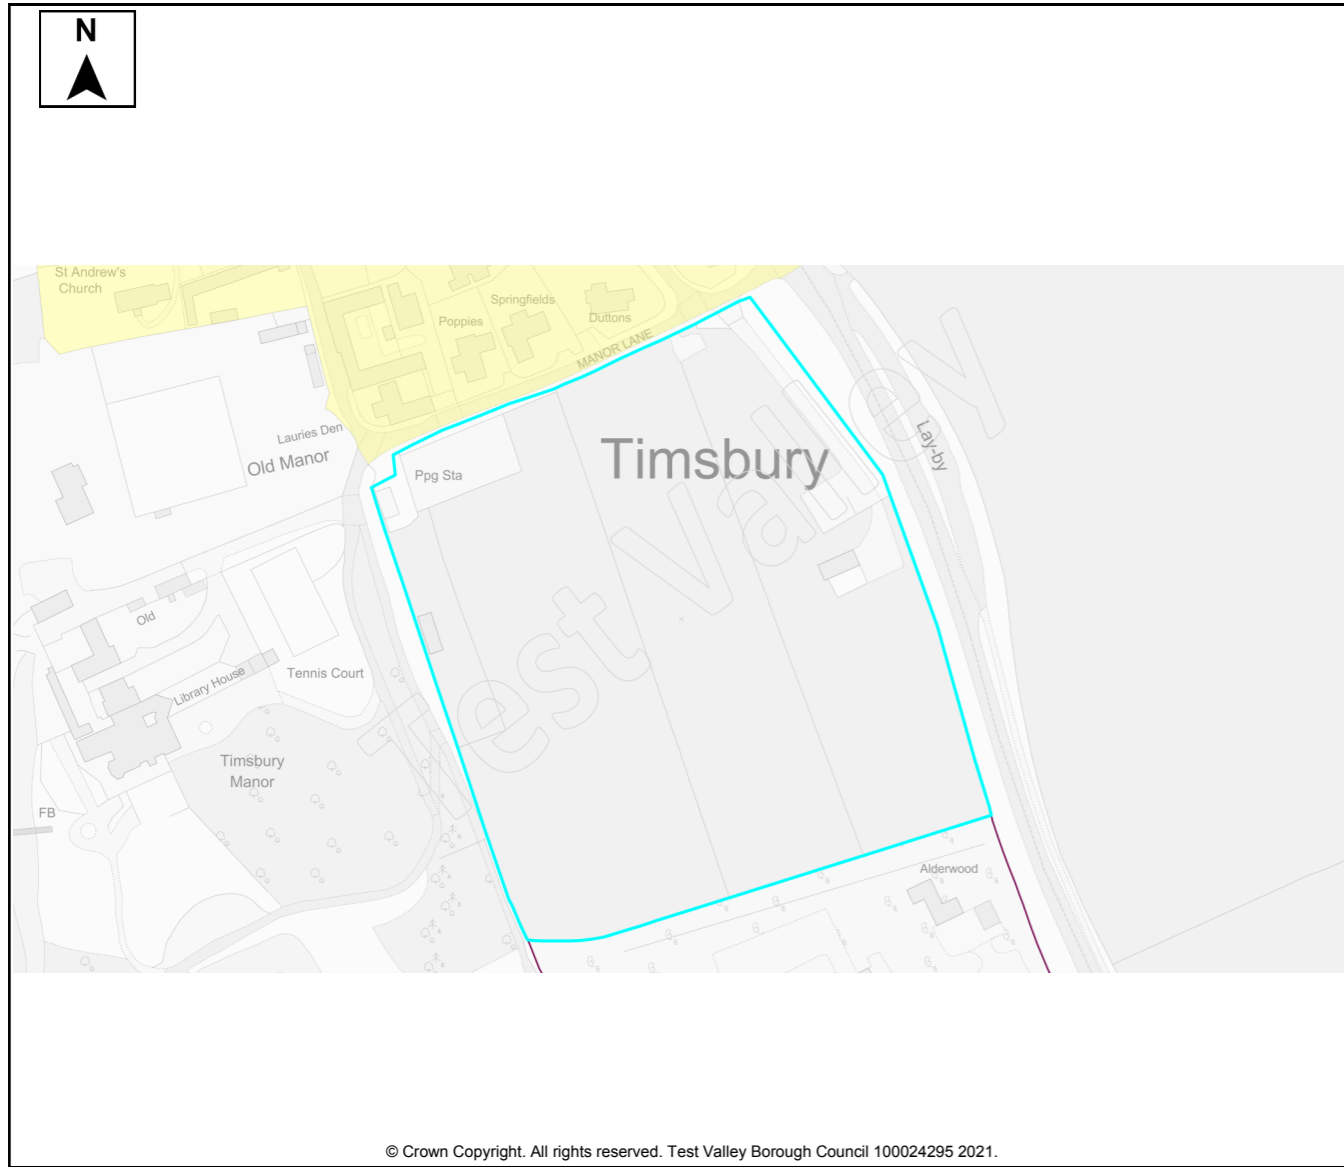 N
St Andrew's
Church
Springfields
Poppies
Duttons
MANOR LANE
Lauries Den
Old Manor
Timsbury
Lay-by
Ppg Sta
Test Valley
Old
Library House
Tennis Court
Timsbury
Manor
FB
Alderwood
© Crown Copyright. All rights reserved. Test Valley Borough Council 100024295 2021.